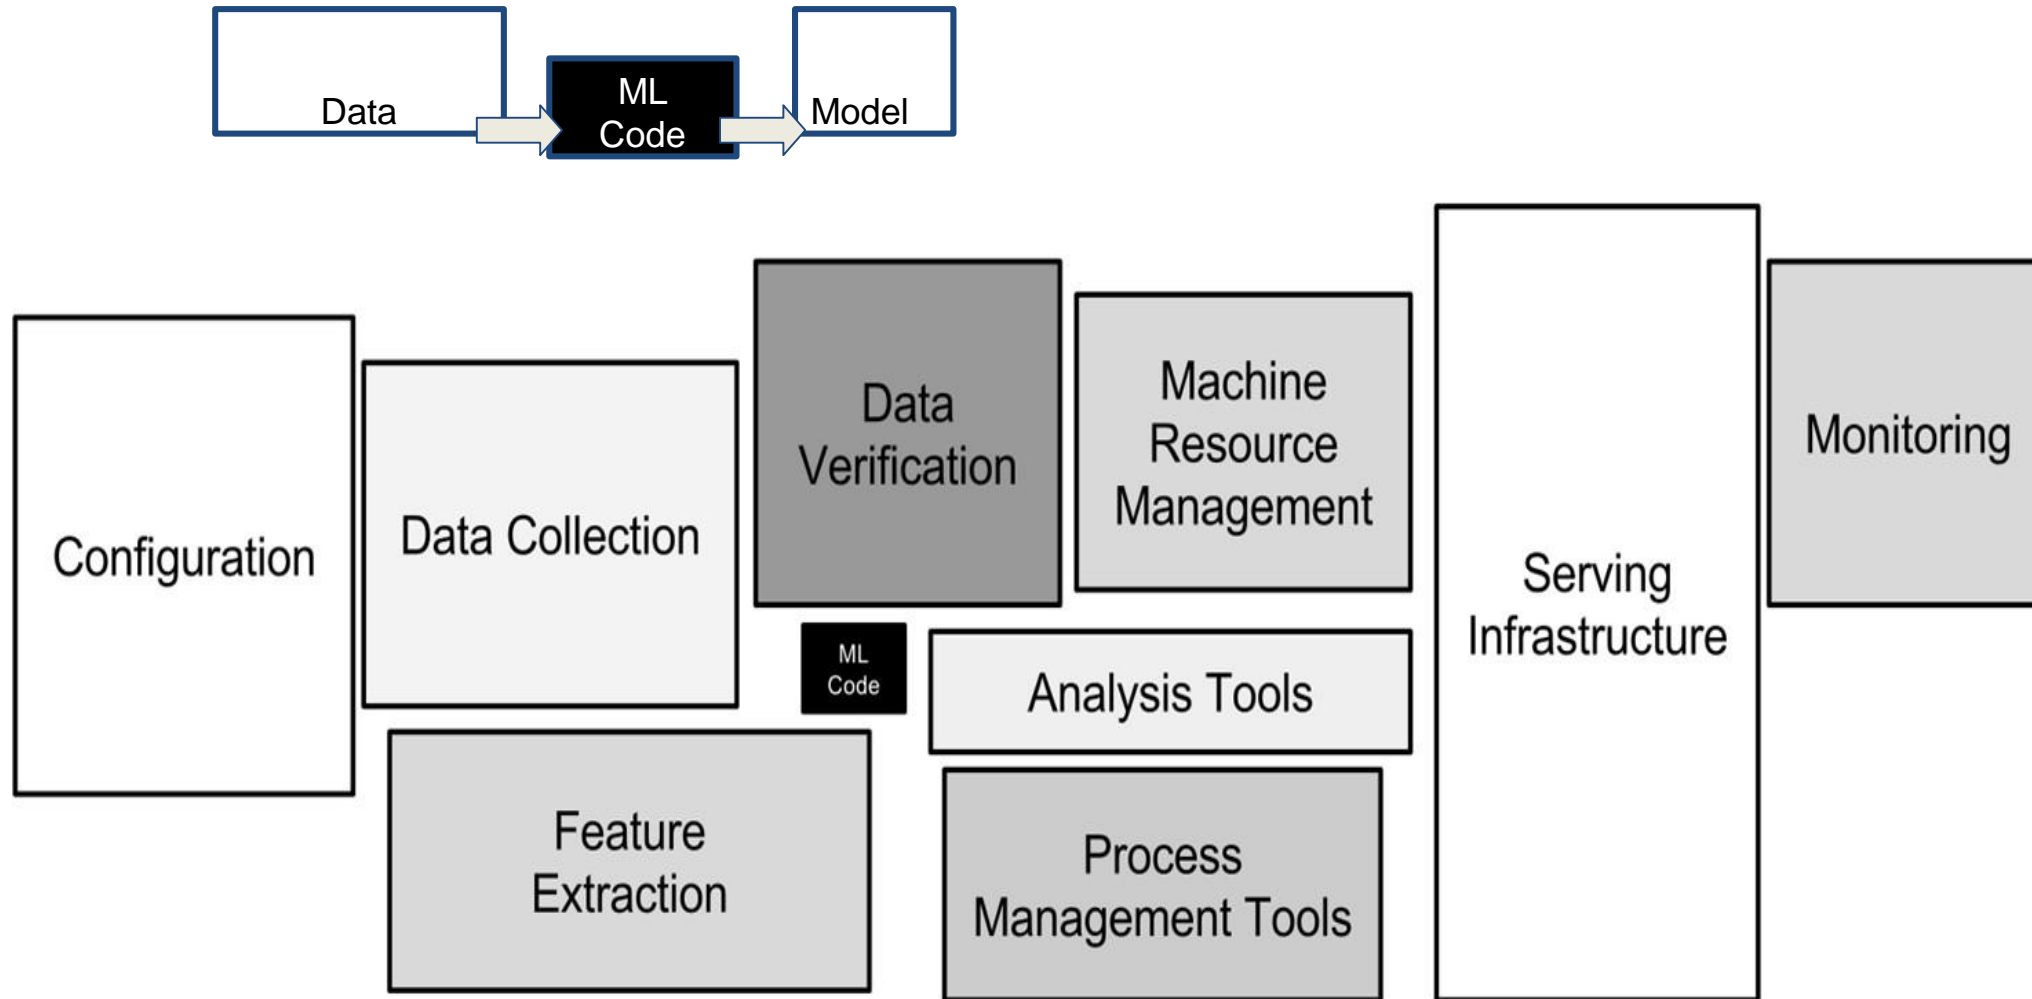 Data
ML
Code
Model
Configuration
Data Collection
Data
Verification
Machine
Resource
Management
Serving
Infrastructure
Monitoring
ML
Code
Analysis Tools
Feature
Extraction
Process
Management Tools